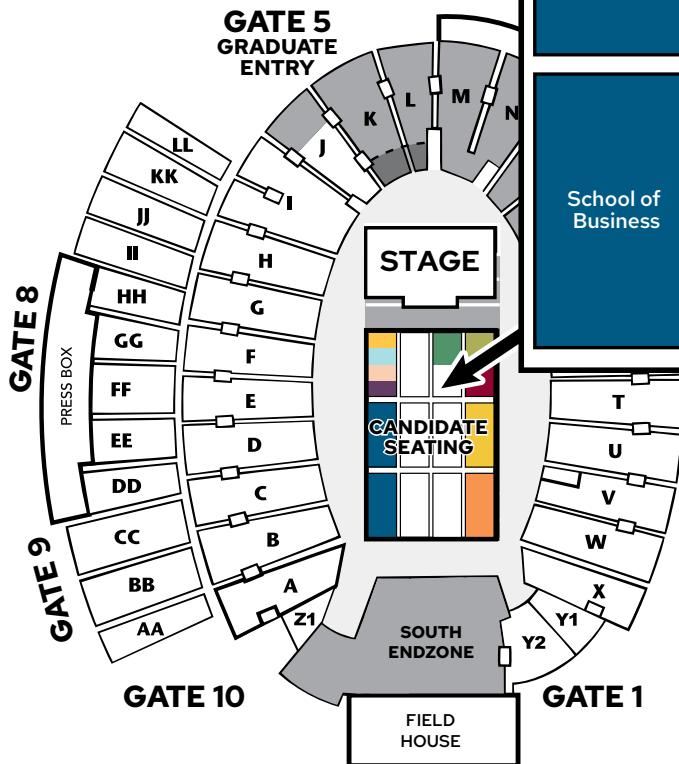 GATE 5
GRADUATE
ENTRY
K
L
M
N
J
LL
KK
JJ
II
HH
GG
FF
EE
DD
CC
BB
AA
I
H
G
F
E
D
C
B
A
Z1
GATE 8
PRESS BOX
GATE 9
STAGE
CANDIDATE
SEATING
School of
Business
T
U
V
W
X
Y1
Y2
SOUTH
ENDZONE
GATE 10
GATE 1
FIELD
HOUSE